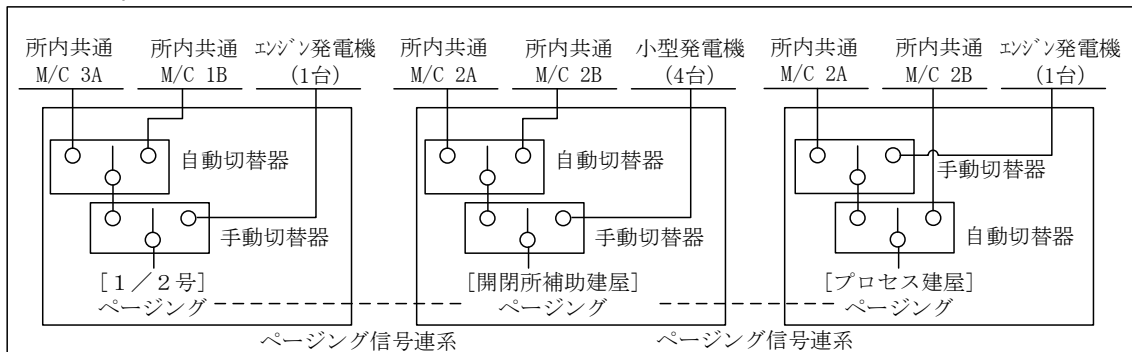 所内共通 所内共通 エンジン発電機 所内共通 所内共通 小型発電機 所内共通 所内共通 エンジン発電機
M/C 3A M/C 1B (1台) M/C 2A M/C 2B (4台) M/C 2A M/C 2B (1台)
自動切替器 自動切替器 手動切替器
手動切替器 手動切替器 自動切替器
[1/2号] [開閉所補助建屋] [プロセス建屋]
ページング ページング ページング
ページング信号連系 ページング信号連系